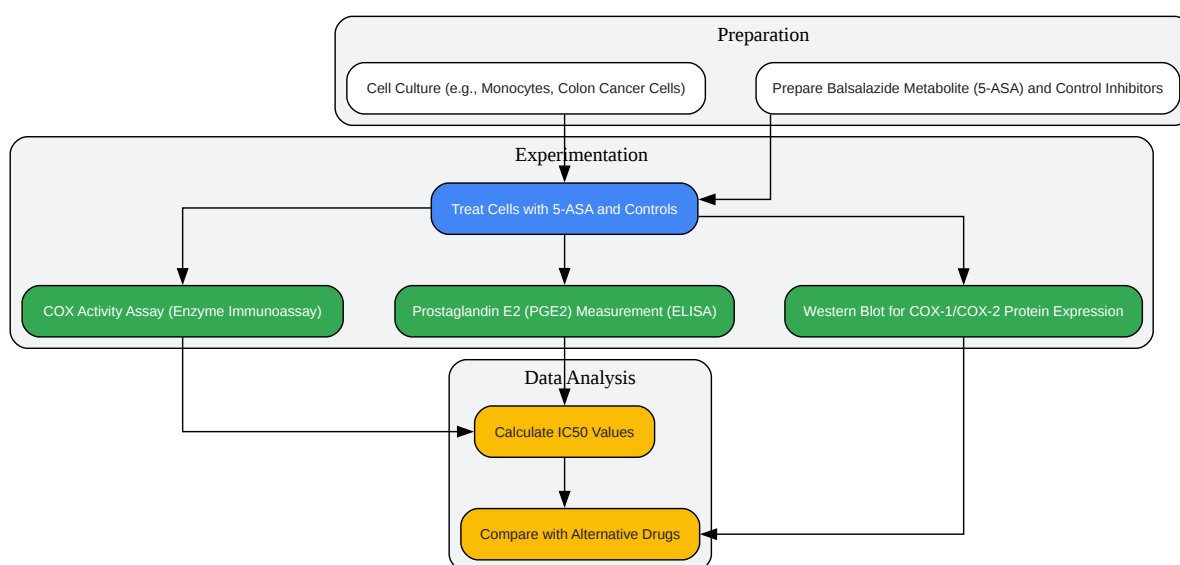 Preparation
Cell Culture (e.g., Monocytes, Colon Cancer Cells)
Prepare Balsalazide Metabolite (5-ASA) and Control Inhibitors
Experimentation
Treat Cells with 5-ASA and Controls
COX Activity Assay (Enzyme Immunoassay)
Prostaglandin E2 (PGE2) Measurement (ELISA)
Western Blot for COX-1/COX-2 Protein Expression
Data Analysis
Calculate IC50 Values
Compare with Alternative Drugs